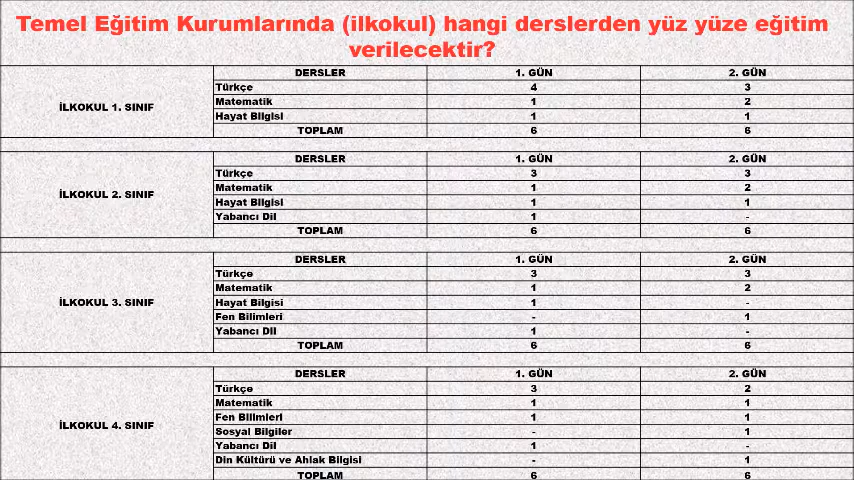 Temel Eğitim Kurumlarında (ilkokul) hangi derslerden yüz yüze eğitim
verilecektir?
İLKOKUL 1. SINIF
DERSLER 1. GÜN 2. GÜN
Türkçe 4 3
Matematik 1 2
Hayat Bilgisi 1 1
TOPLAM 6 6
İLKOKUL 2. SINIF
DERSLER 1. GÜN 2. GÜN
Türkçe 3 3
Matematik 1 2
Hayat Bilgisi 1 1
Yabancı Dil 1 -
TOPLAM 6 6
İLKOKUL 3. SINIF
DERSLER 1. GÜN 2. GÜN
Türkçe 3 3
Matematik 1 2
Hayat Bilgisi 1 -
Fen Bilimleri - 1
Yabancı Dil 1 -
TOPLAM 6 6
İLKOKUL 4. SINIF
DERSLER 1. GÜN 2. GÜN
Türkçe 3 2
Matematik 1 1
Fen Bilimleri 1 1
Sosyal Bilgiler - 1
Yabancı Dil 1 -
Din Kültürü ve Ahlak Bilgisi - 1
TOPLAM 6 6